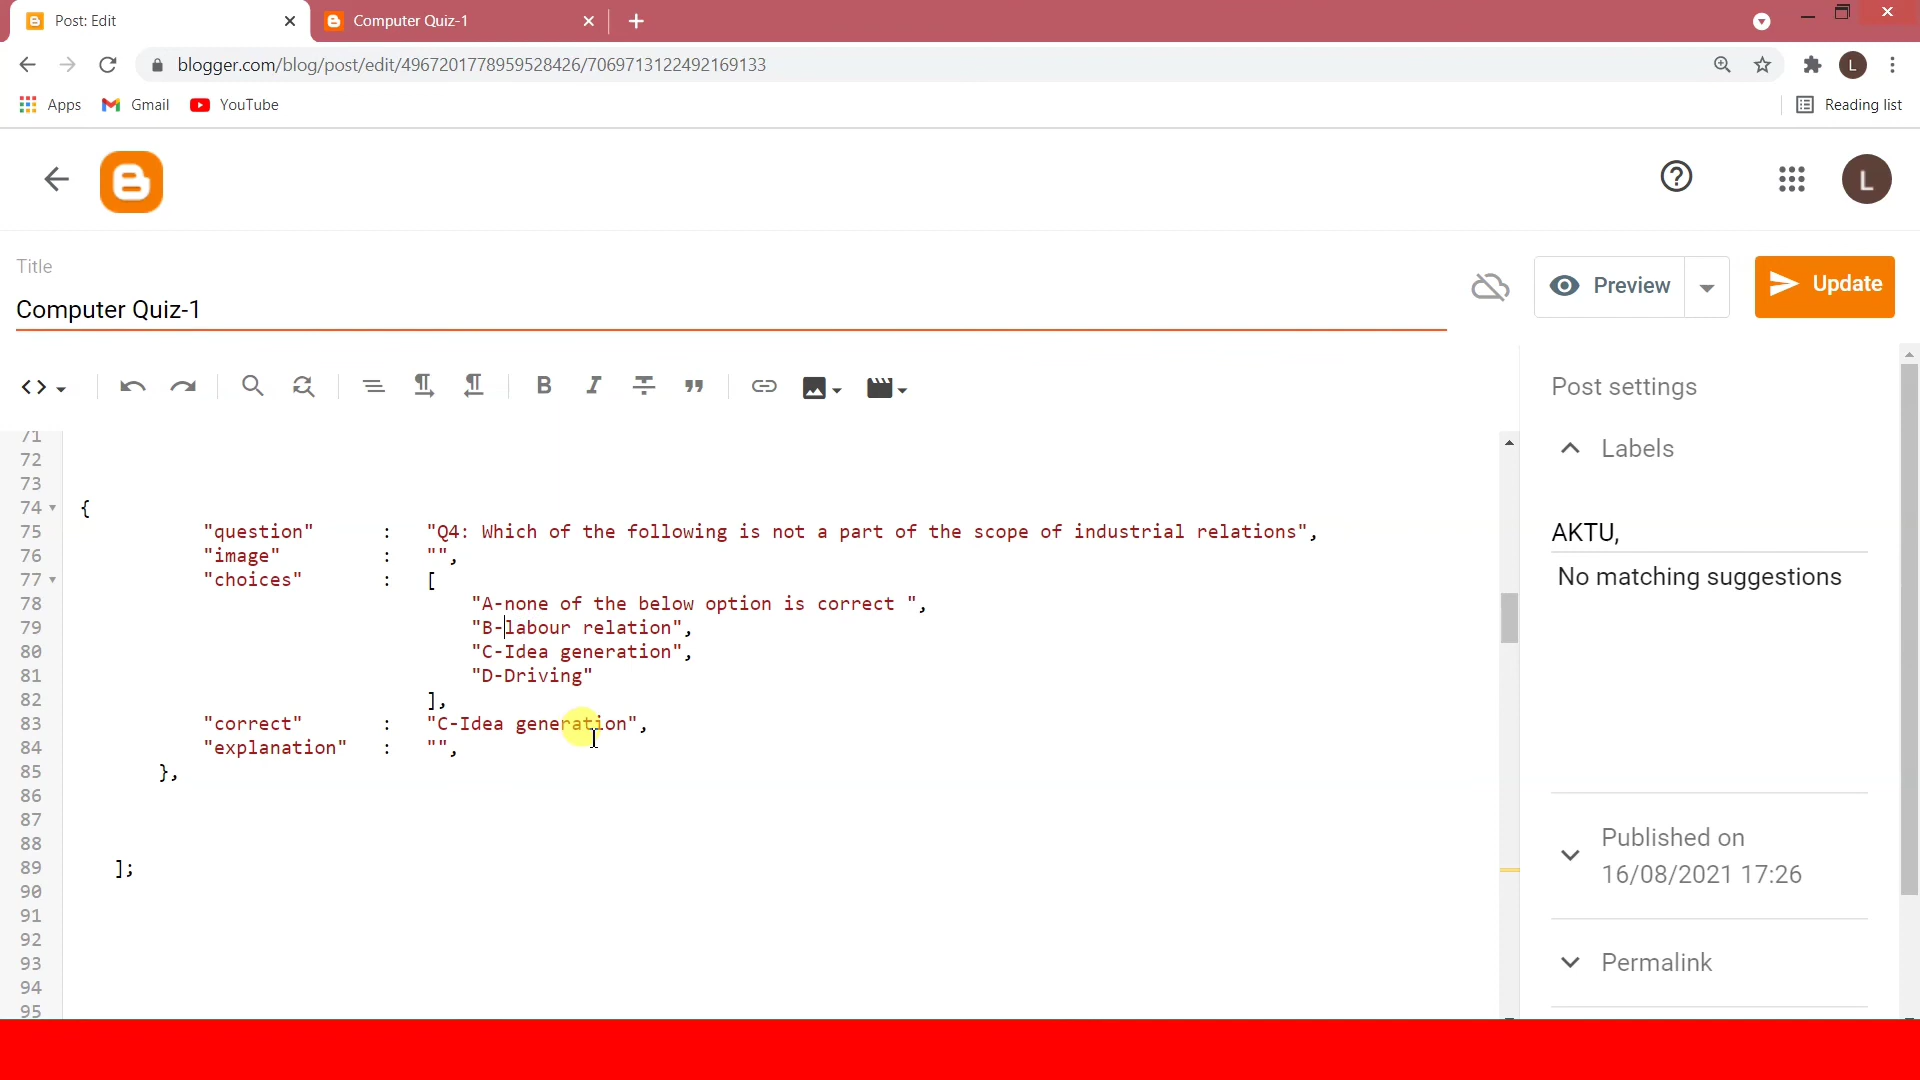 Post: Edit
Computer Quiz-1
blogger.com/blog/post/edit/4967201778959528426/7069713122492169133
L
Apps
Gmail
YouTube
Reading list
L
Title
Computer Quiz-1
Preview
Update
Post settings
Labels
AKTU,
No matching suggestions
Published on
16/08/2021 17:26
Permalink
71
72
73
74 {
75 "question" : "Q4: Which of the following is not a part of the scope of industrial relations",
76 "image" : "",
77 "choices" : [
78 "A-none of the below option is correct ",
79 "B-labour relation",
80 "C-Idea generation",
81 "D-Driving"
82 ],
83 "correct" : "C-Idea generation",
84 "explanation" : "",
85 },
86
87
88
89 ];
90
91
92
93
94
95